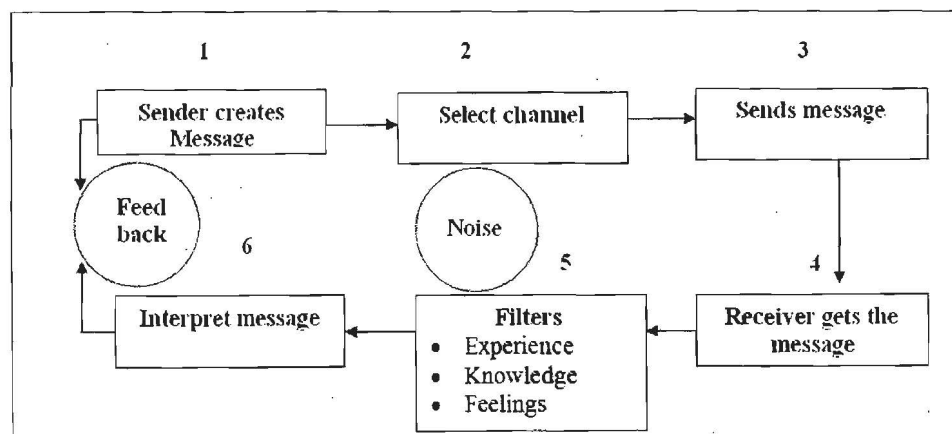 1
2
3
Sender creates
Message
Select channel
Sends message
Feed
back
Noise
6
5
4
Interpret message
Filters
• Experience
• Knowledge
• Feelings
Receiver gets the
message